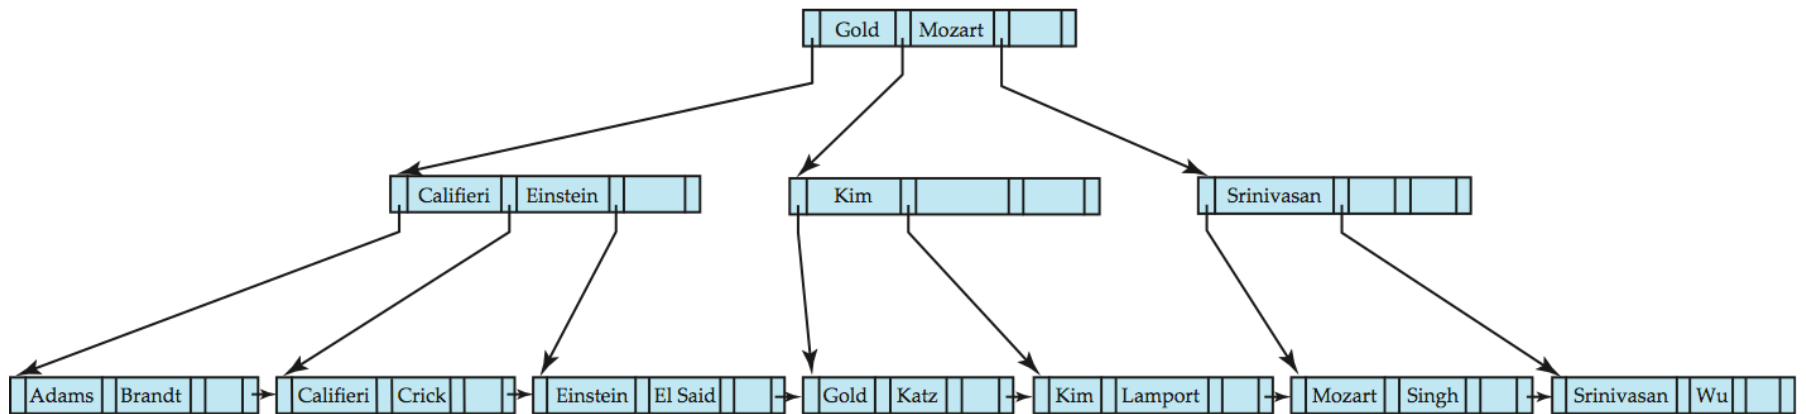 Gold Mozart
Califieri Einstein Kim Srinivasan
Adams Brandt Califieri Crick Einstein El Said Gold Katz Kim Lamport Mozart Singh Srinivasan Wu